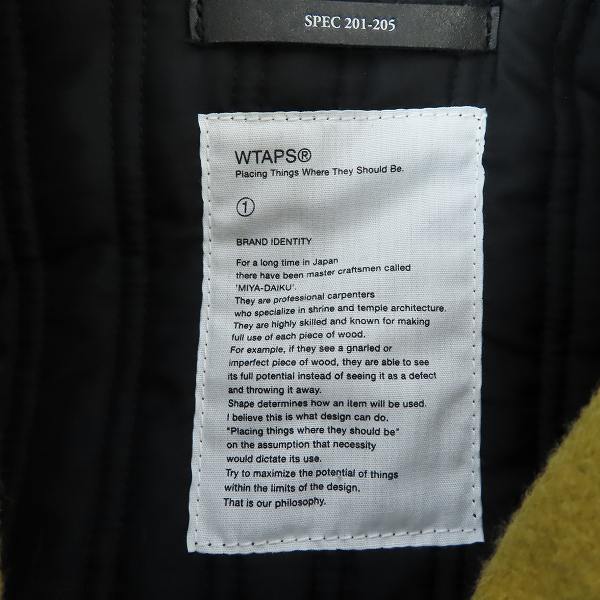 SPEC 201-205
WTAPS®
Placing Things Where They Should Be.
①
BRAND IDENTITY
For a long time in Japan
there have been master craftsmen called
'MIYA-DAIKU'.
They are professional carpenters
who specialize in shrine and temple architecture.
They are highly skilled and known for making
full use of each piece of wood.
For example, if they see a gnarled or
imperfect piece of wood, they are able to see
its full potential instead of seeing it as a defect
and throwing it away.
Shape determines how an item will be used.
I believe this is what design can do.
"Placing things where they should be"
on the assumption that necessity
would dictate its use.
Try to maximize the potential of things
within the limits of the design.
That is our philosophy.